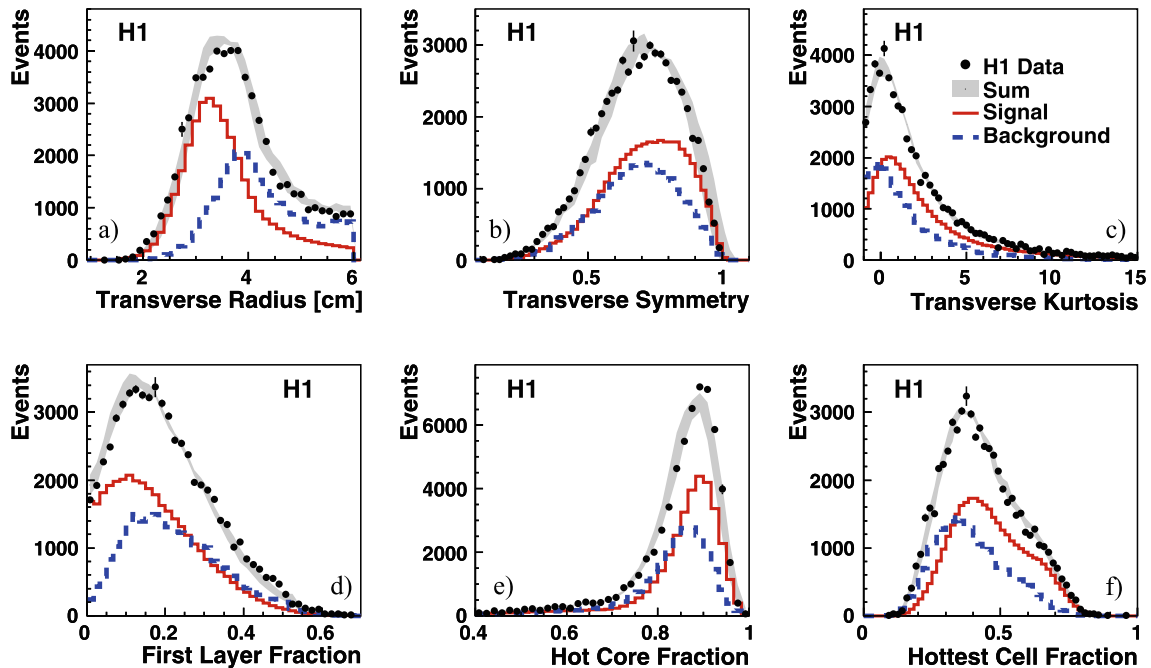 Events
H1
4000
3000
2000
1000
0
a)
2
4
6
Transverse Radius [cm]
Events
H1
3000
2000
1000
0
b)
0.5
1
Transverse Symmetry
Events
H1
4000
3000
2000
1000
0
H1 Data
Sum
Signal
Background
c)
0
5
10
15
Transverse Kurtosis
Events
H1
3000
2000
1000
0
d)
0
0.2
0.4
0.6
First Layer Fraction
Events
H1
6000
4000
2000
0
e)
0.4
0.6
0.8
1
Hot Core Fraction
Events
H1
3000
2000
1000
0
f)
0
0.5
1
Hottest Cell Fraction